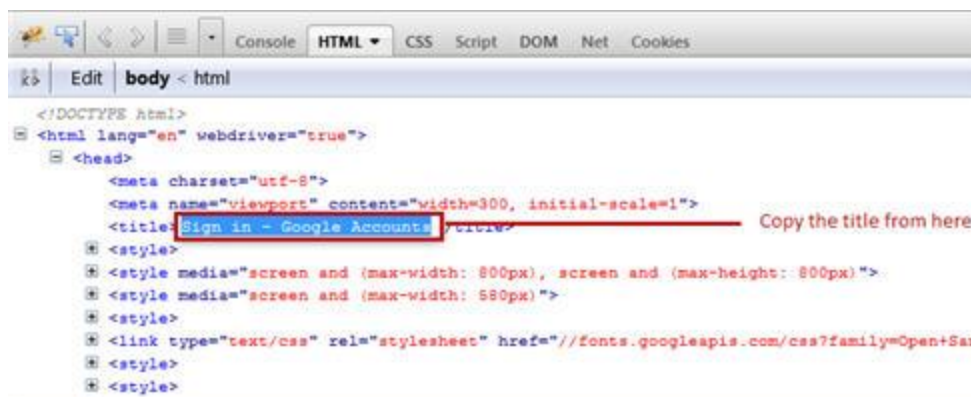 Console HTML CSS Script DOM Net Cookies
Edit body < html
<!DOCTYPE html>
<html lang="en" webdriver="true">
<head>
<meta charset="utf-8">
<meta name="viewport" content="width=300, initial-scale=1">
<title>Sign in - Google Accounts</title>
Copy the title from here
<style>
<style media="screen and (max-width: 800px), screen and (max-height: 800px)">
<style media="screen and (max-width: 580px)">
<style>
<link type="text/css" rel="stylesheet" href="//fonts.googleapis.com/css?family=Open+Sa
<style>
<style>